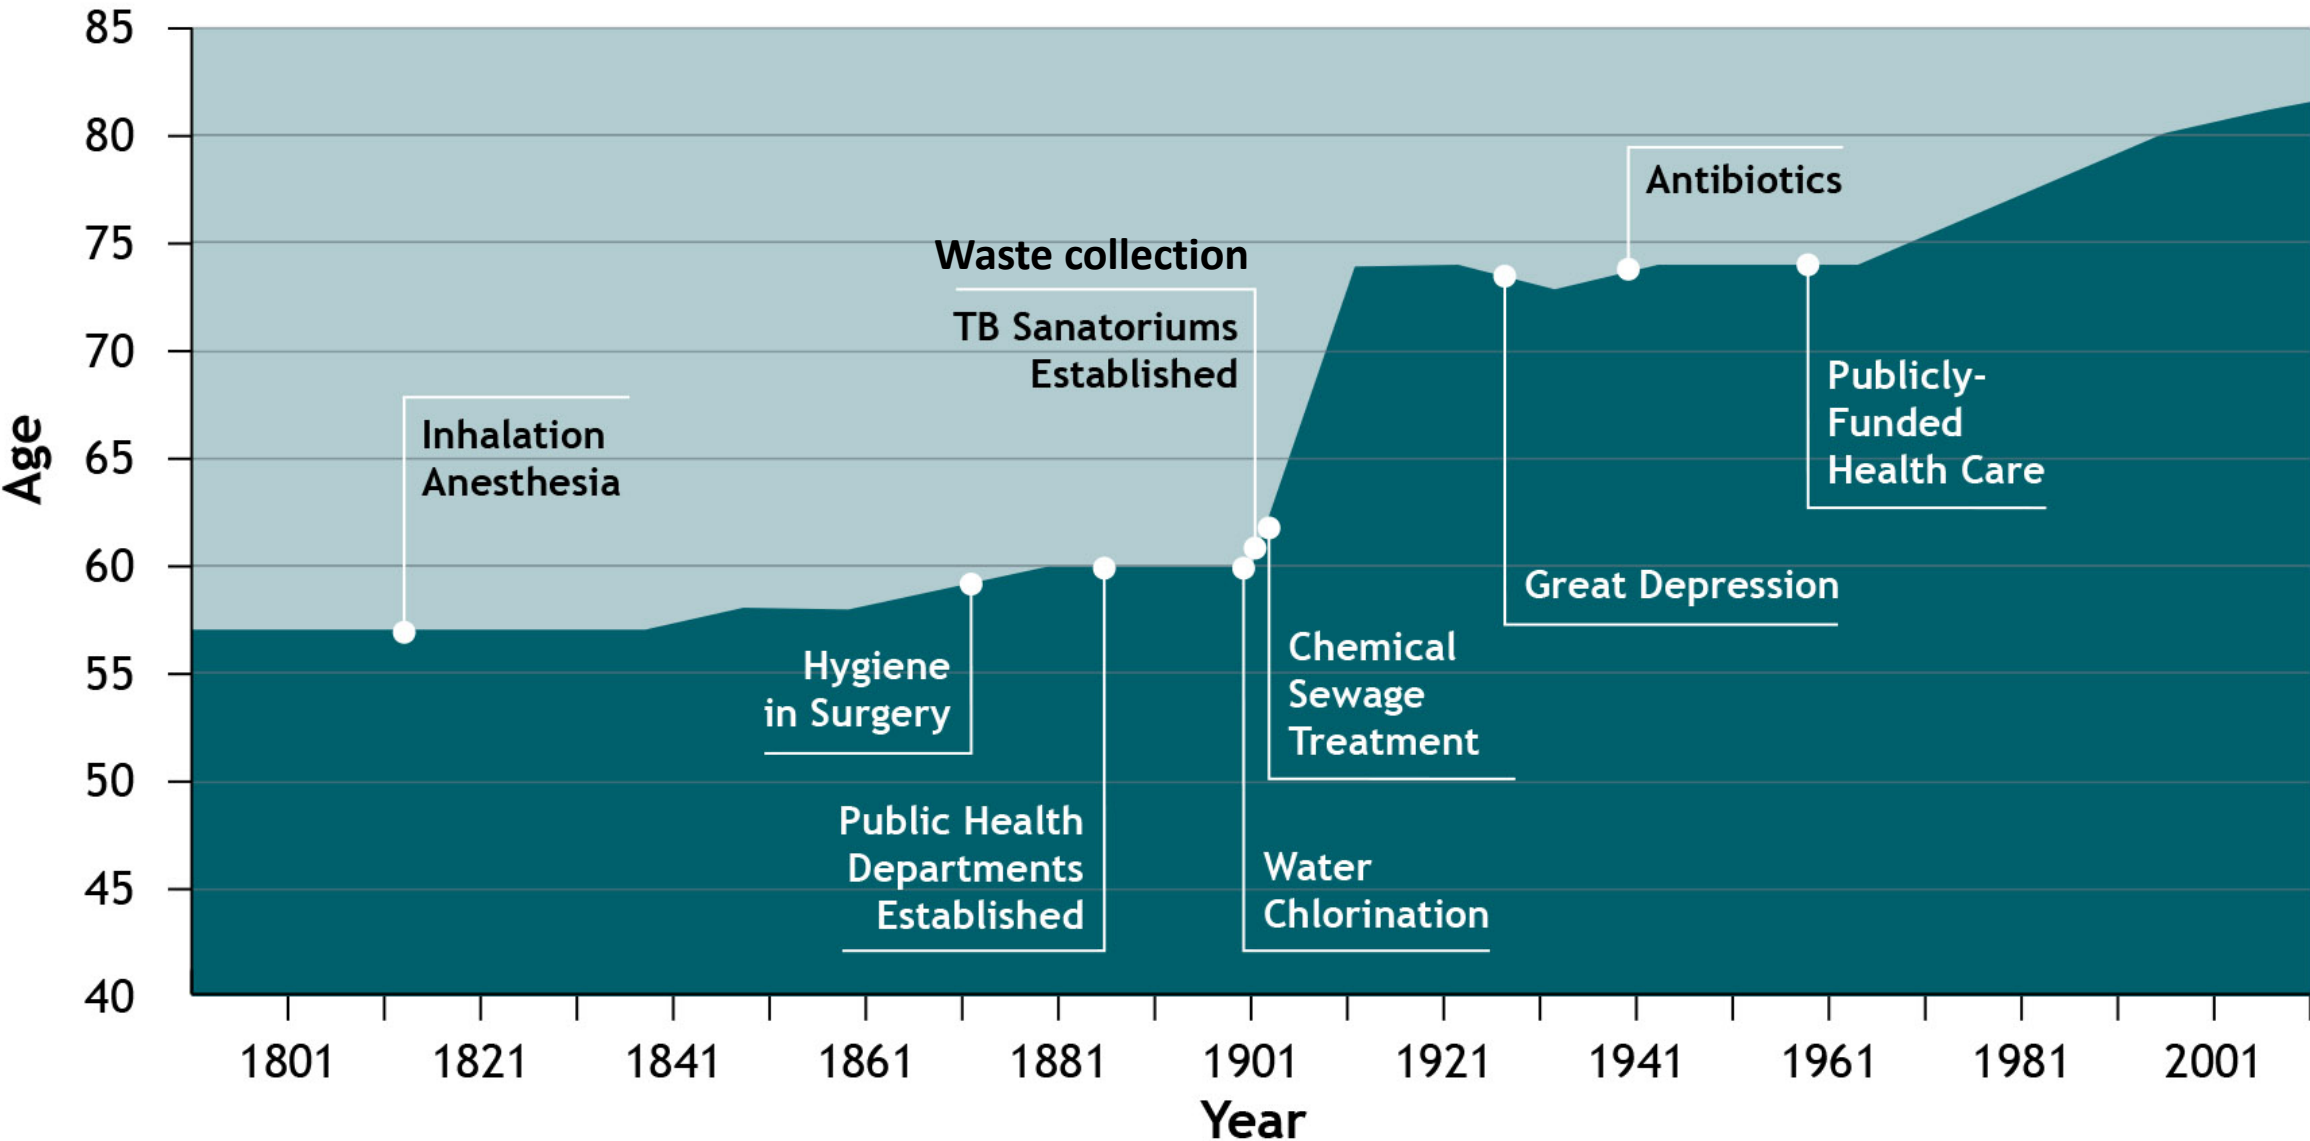 85
80
75
70
65
60
55
50
45
40
Age
Inhalation
Anesthesia
Hygiene
in Surgery
Public Health
Departments
Established
Waste collection
TB Sanatoriums
Established
Water
Chlorination
Chemical
Sewage
Treatment
Great Depression
Antibiotics
Publicly-
Funded
Health Care
1801 1821 1841 1861 1881 1901 1921 1941 1961 1981 2001
Year